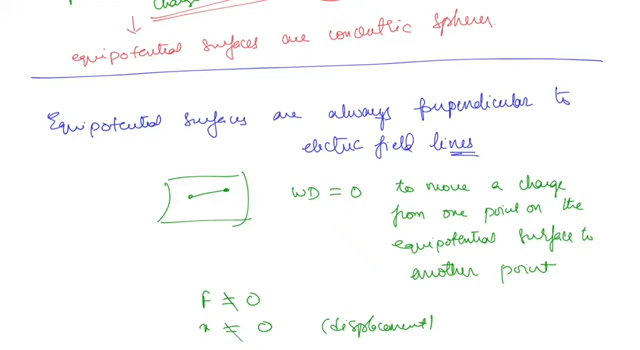 charge
equipotential surfaces are concentric spheres.
Equipotential surfaces are always perpendicular to
electric field lines
WD = 0 to move a charge
from one point on the
equipotential surface to
another point
F ≠ 0
x ≠ 0 (displacement)